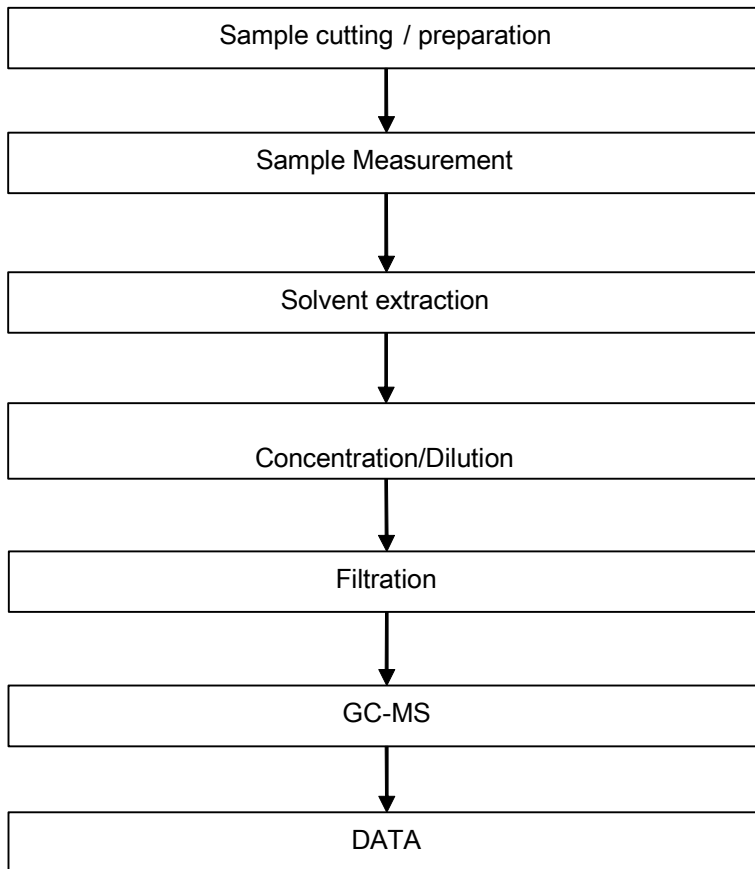 Sample cutting / preparation
Sample Measurement
Solvent extraction
Concentration/Dilution
Filtration
GC-MS
DATA